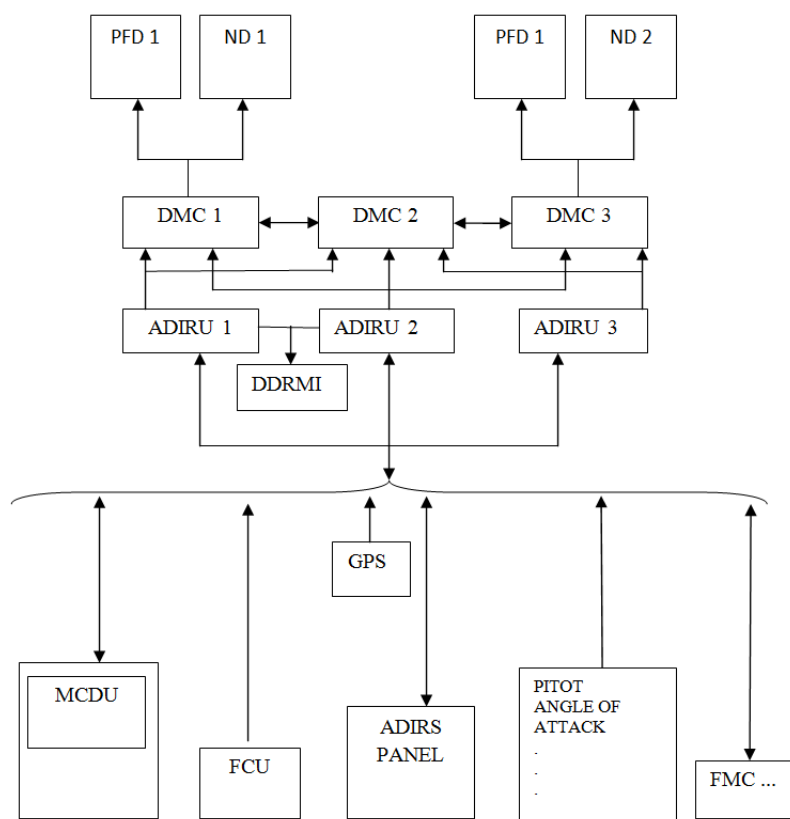 PFD 1
ND 1
PFD 1
ND 2
DMC 1
DMC 2
DMC 3
ADIRU 1
ADIRU 2
ADIRU 3
DDRMI
GPS
MCDU
FCU
ADIRS
PANEL
PITOT
ANGLE OF
ATTACK
.
.
.
FMC ...